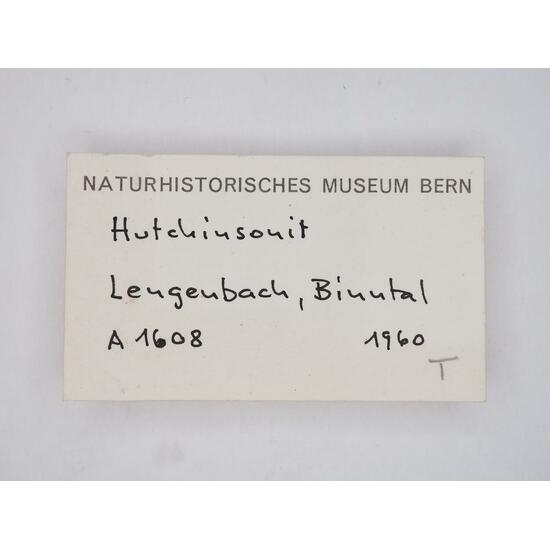 NATURHISTORISCHES MUSEUM BERN
Hutchinsonit
Lengenbach, Binntal
A 1608 1960
T